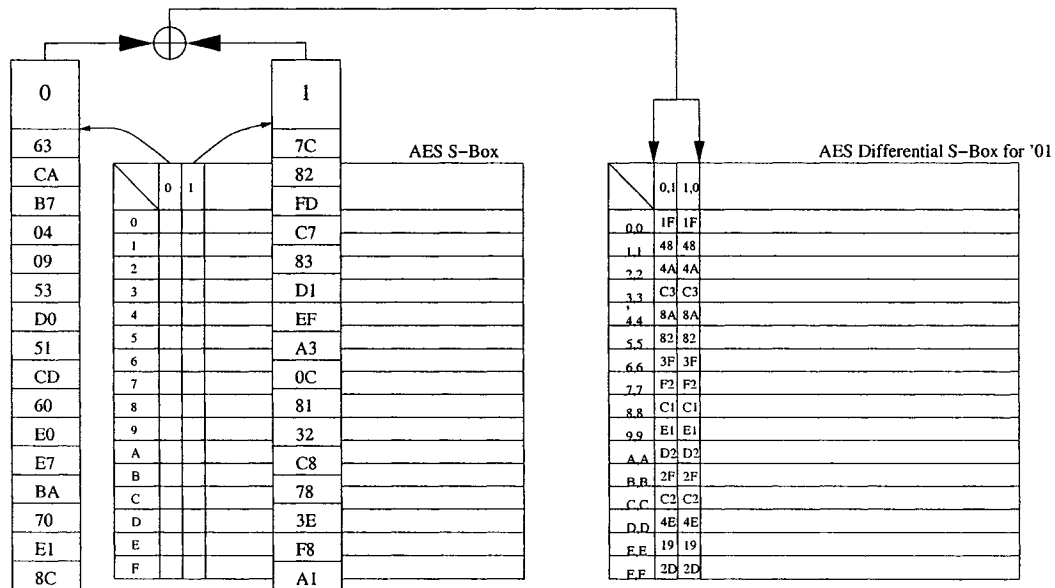 0
63
CA
B7
04
09
53
D0
51
CD
60
E0
E7
BA
70
E1
8C
AES S-Box
0 1
0
1
2
3
4
5
6
7
8
9
A
B
C
D
E
F
1
7C
82
FD
C7
83
D1
EF
A3
0C
81
32
C8
78
3E
F8
A1
AES Differential S-Box for '01
0,1 1,0
0,0 1F 1F
1,1 48 48
2,2 4A 4A
3,3 C3 C3
4,4 8A 8A
5,5 82 82
6,6 3F 3F
7,7 F2 F2
8,8 C1 C1
9,9 E1 E1
A,A D2 D2
B,B 2F 2F
C,C C2 C2
D,D 4E 4E
E,E 19 19
F,F 2D 2D